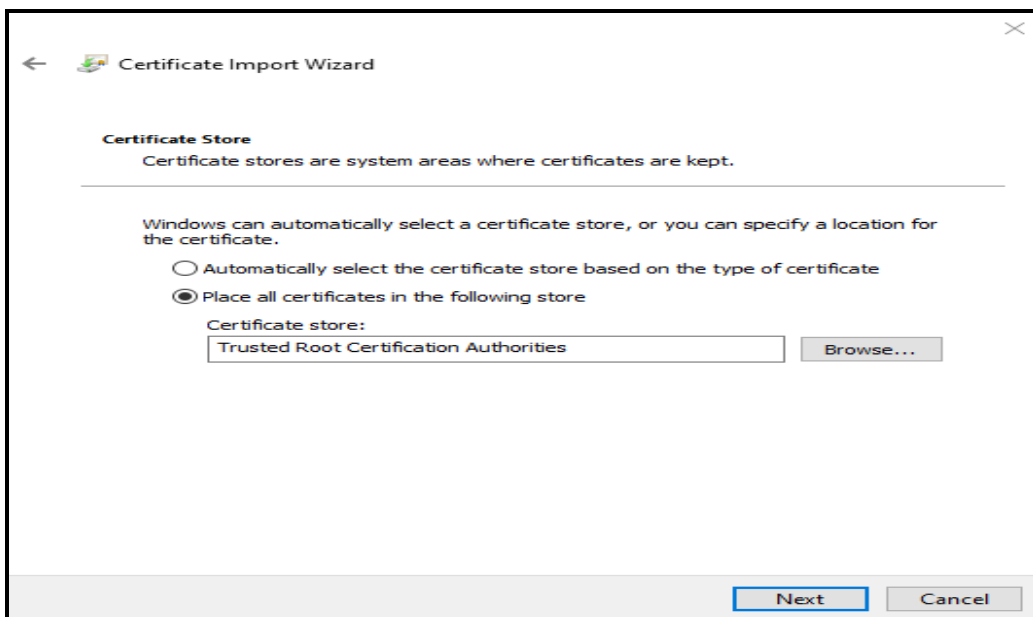 Certificate Import Wizard
Certificate Store
Certificate stores are system areas where certificates are kept.
Windows can automatically select a certificate store, or you can specify a location for
the certificate.
Automatically select the certificate store based on the type of certificate
Place all certificates in the following store
Certificate store:
Trusted Root Certification Authorities
Browse...
Next
Cancel